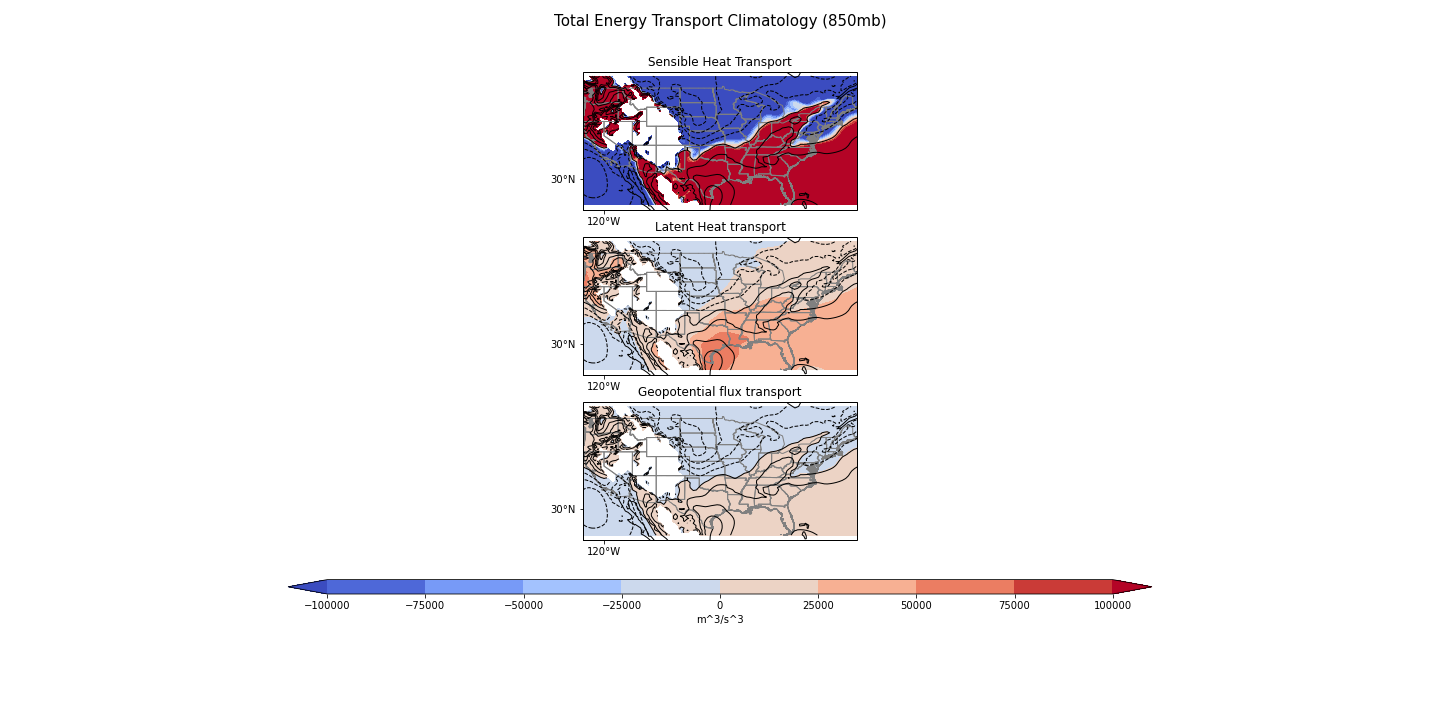 Total Energy Transport Climatology (850mb)
Sensible Heat Transport
30°N
120°W
Latent Heat transport
30°N
120°W
Geopotential flux transport
30°N
120°W
−100000 −75000 −50000 −25000 0 25000 50000 75000 100000
m^3/s^3